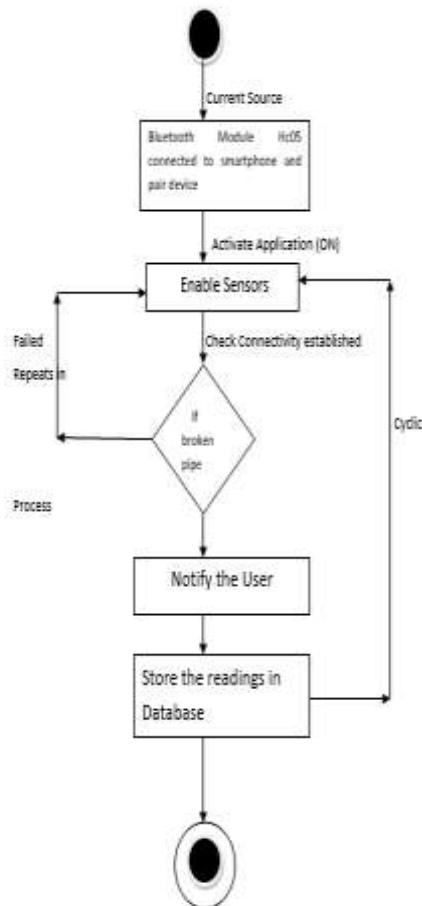 Current Source
Bluetooth Module Hc05
connected to smartphone and
pair device
Activate Application (ON)
Enable Sensors
Check Connectivity established
Failed
Repeats in
If
broken
pipe
Cyclic
Process
Notify the User
Store the readings in
Database